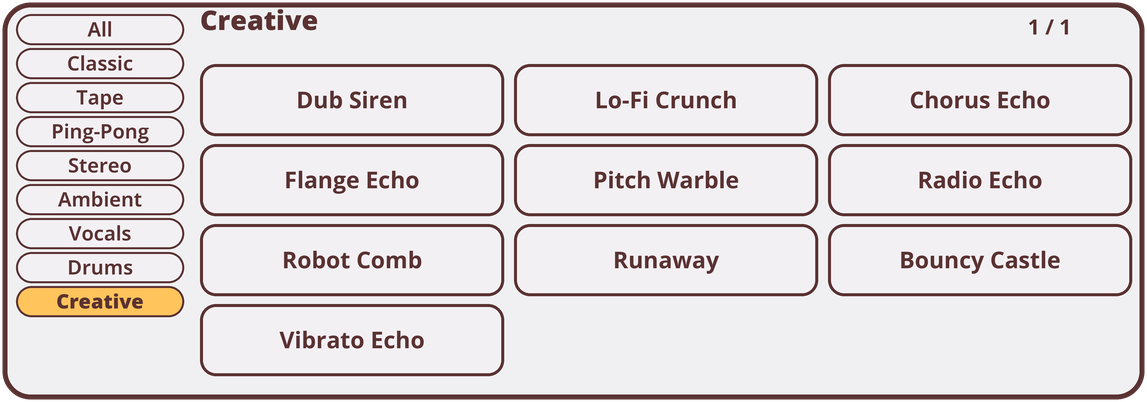 All
Classic
Tape
Ping-Pong
Stereo
Ambient
Vocals
Drums
Creative
Creative
1 / 1
Dub Siren
Lo-Fi Crunch
Chorus Echo
Flange Echo
Pitch Warble
Radio Echo
Robot Comb
Runaway
Bouncy Castle
Vibrato Echo